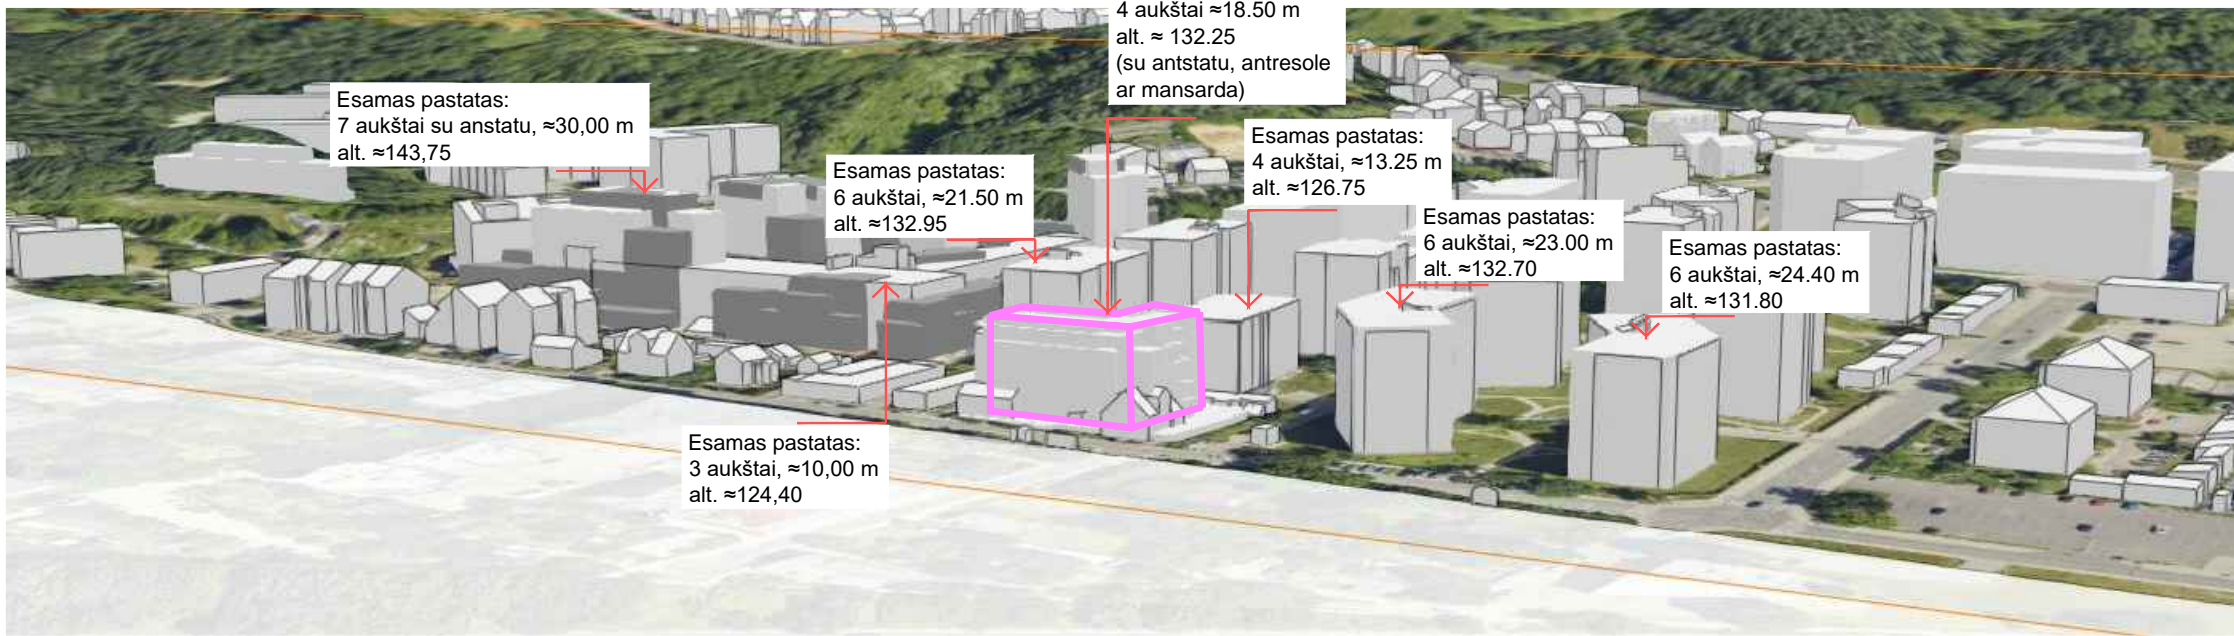 4 aukštai ≈18.50 m
alt. ≈ 132.25
(su antstatu, antresole
ar mansarda)
Esamas pastatas:
7 aukštai su anstatu, ≈30,00 m
alt. ≈143,75
Esamas pastatas:
6 aukštai, ≈21.50 m
alt. ≈132.95
Esamas pastatas:
4 aukštai, ≈13.25 m
alt. ≈126.75
Esamas pastatas:
6 aukštai, ≈23.00 m
alt. ≈132.70
Esamas pastatas:
6 aukštai, ≈24.40 m
alt. ≈131.80
Esamas pastatas:
3 aukštai, ≈10,00 m
alt. ≈124,40